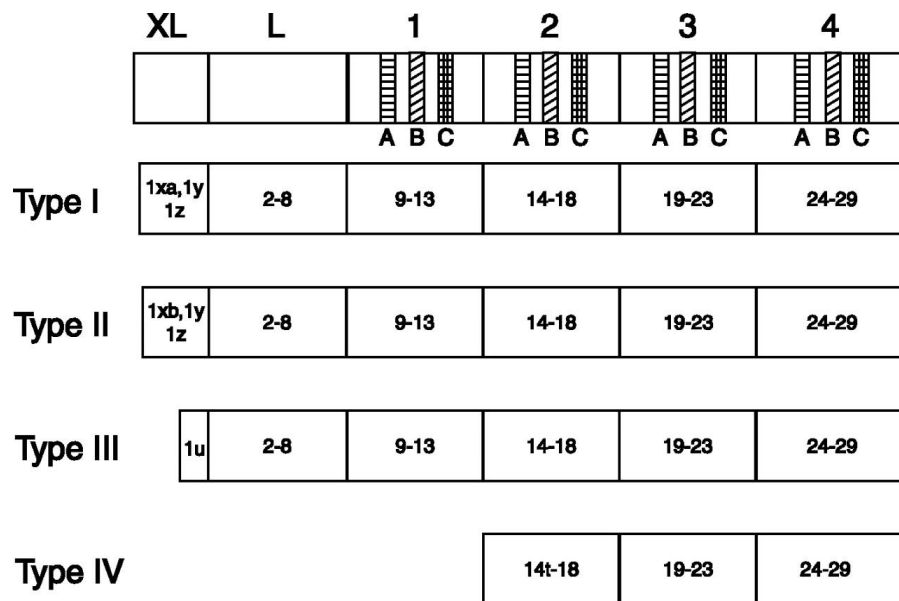 XL L 1 2 3 4
A B C A B C A B C A B C
Type I 1xa,1y 2-8 9-13 14-18 19-23 24-29
1z
Type II 1xb,1y 2-8 9-13 14-18 19-23 24-29
1z
Type III 1u 2-8 9-13 14-18 19-23 24-29
Type IV 14t-18 19-23 24-29